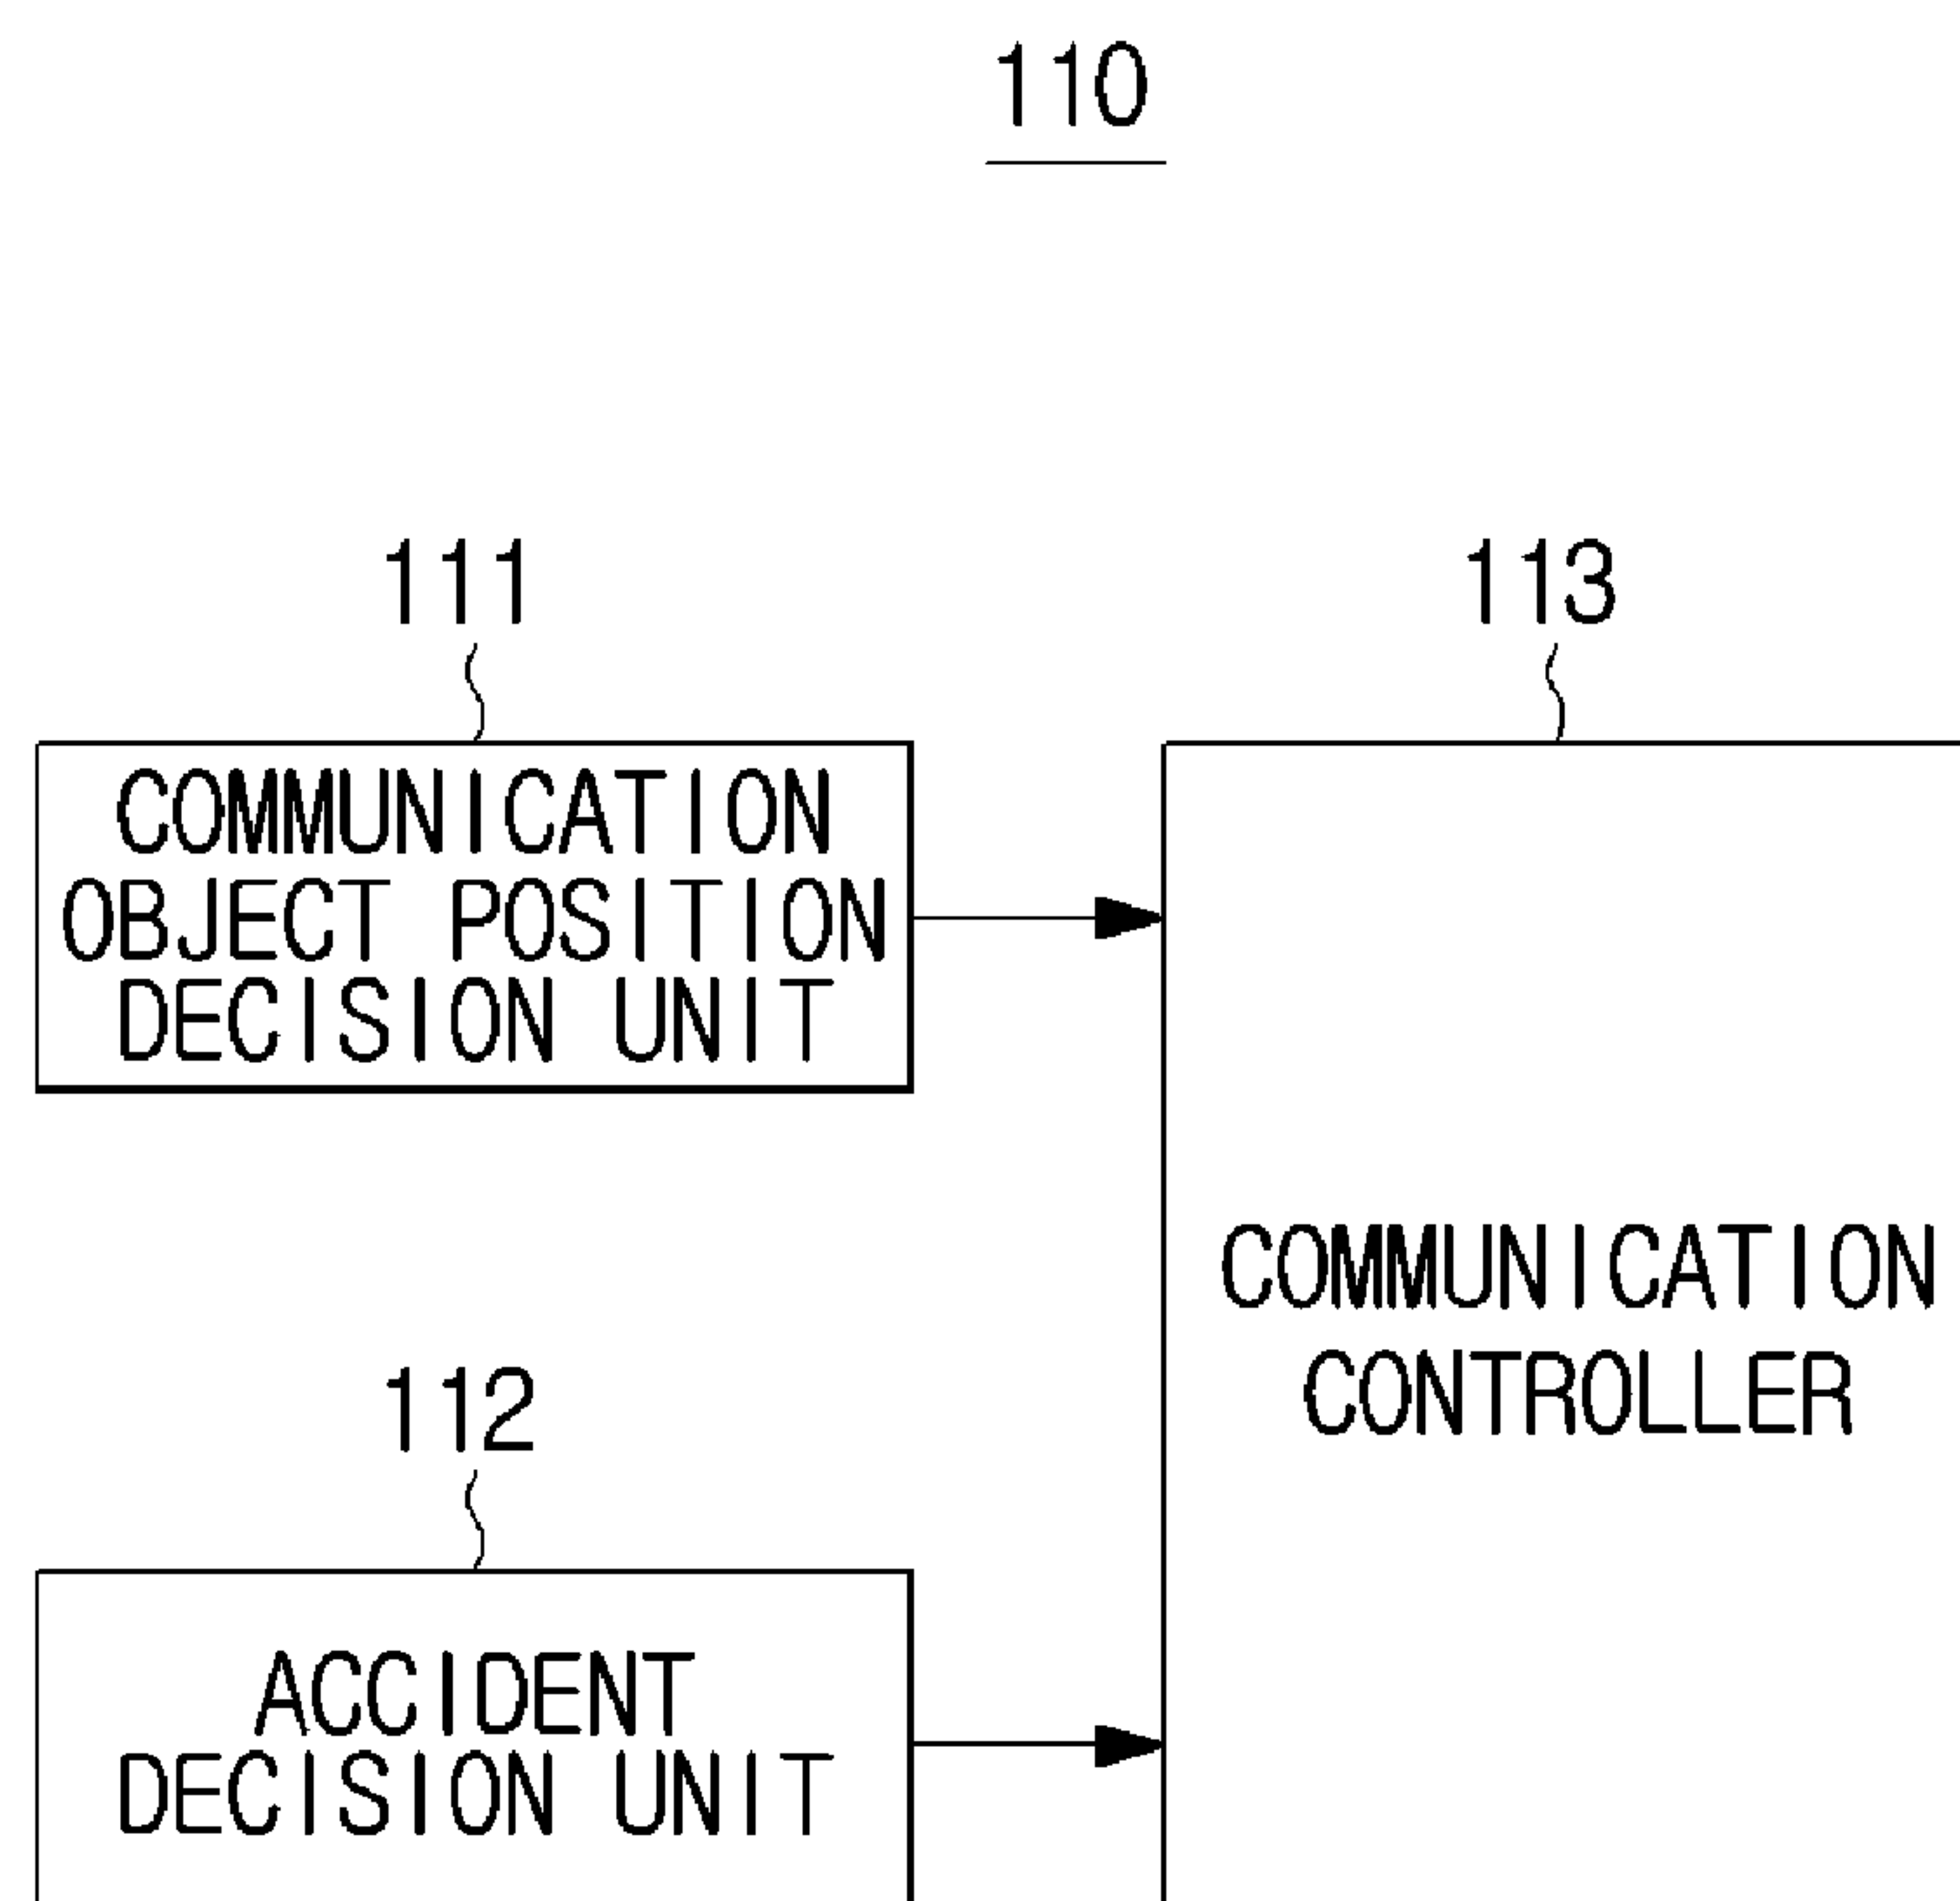 110
111
113
COMMUNICATION
OBJECT POSITION
DECISION UNIT
COMMUNICATION
CONTROLLER
112
ACCIDENT
DECISION UNIT